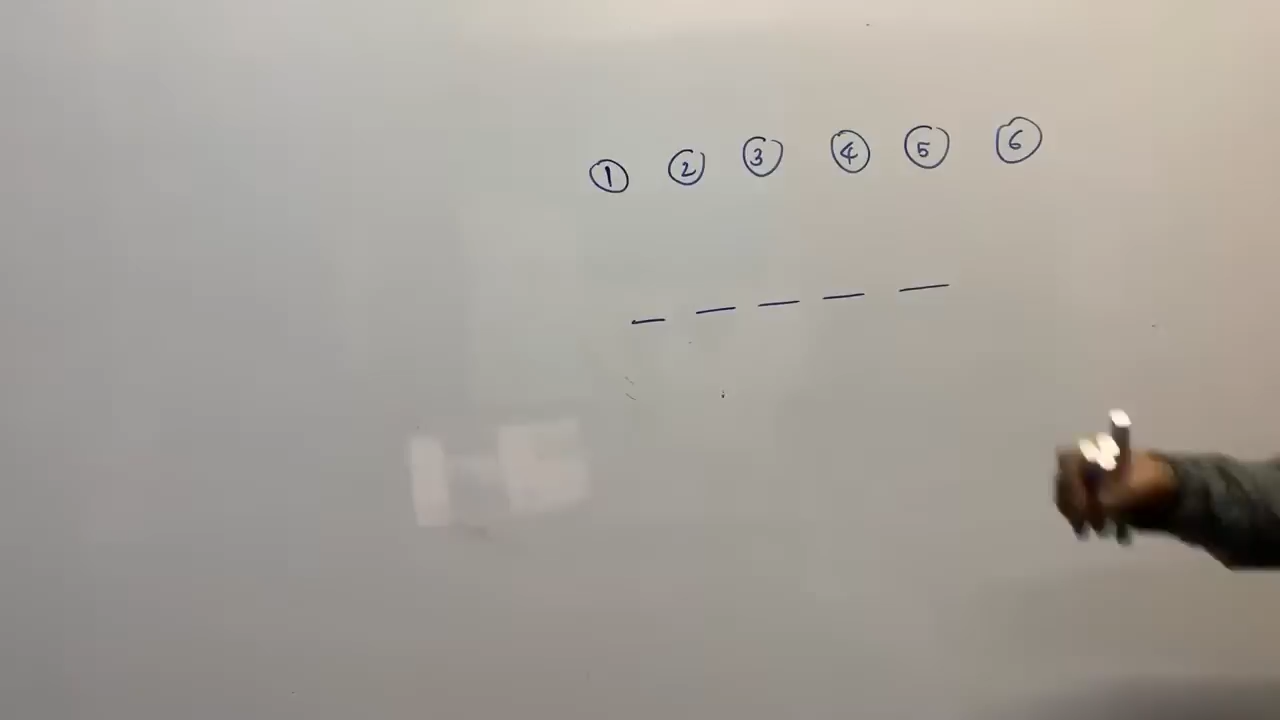 ① ② ③ ④ ⑤ ⑥
_ _ _ _ _